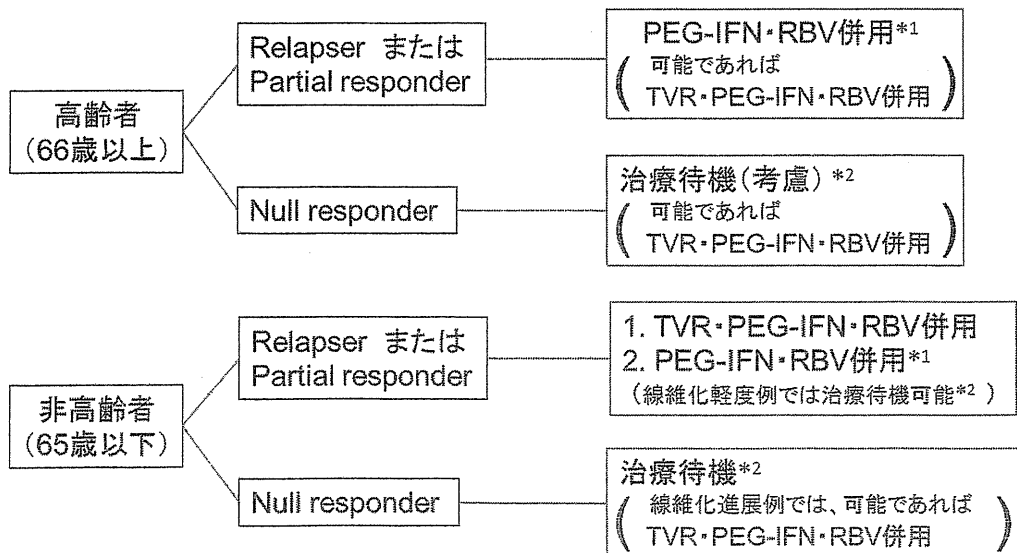 高齢者
(66歳以上)
Relapser または
Partial responder
PEG-IFN・RBV併用*1
( 可能であれば
TVR・PEG-IFN・RBV併用 )
Null responder
治療待機(考慮) *2
( 可能であれば
TVR・PEG-IFN・RBV併用 )
非高齢者
(65歳以下)
Relapser または
Partial responder
1. TVR・PEG-IFN・RBV併用
2. PEG-IFN・RBV併用*1
(線維化軽度例では治療待機可能*2 )
Null responder
治療待機*2
( 線維化進展例では、可能であれば
TVR・PEG-IFN・RBV併用 )